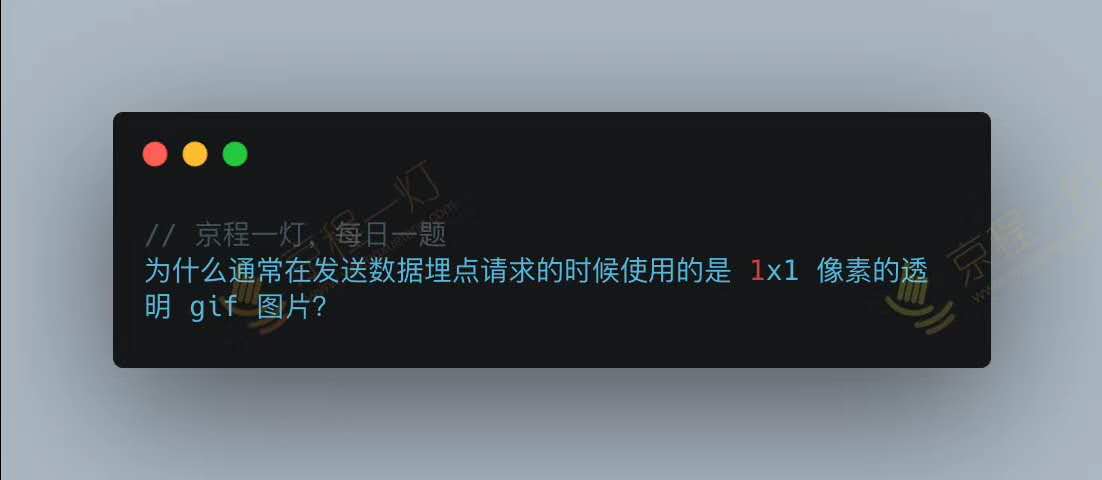 // 京程一灯，每日一题
为什么通常在发送数据埋点请求的时候使用的是 1x1 像素的透
明 gif 图片？
京程一灯
京程